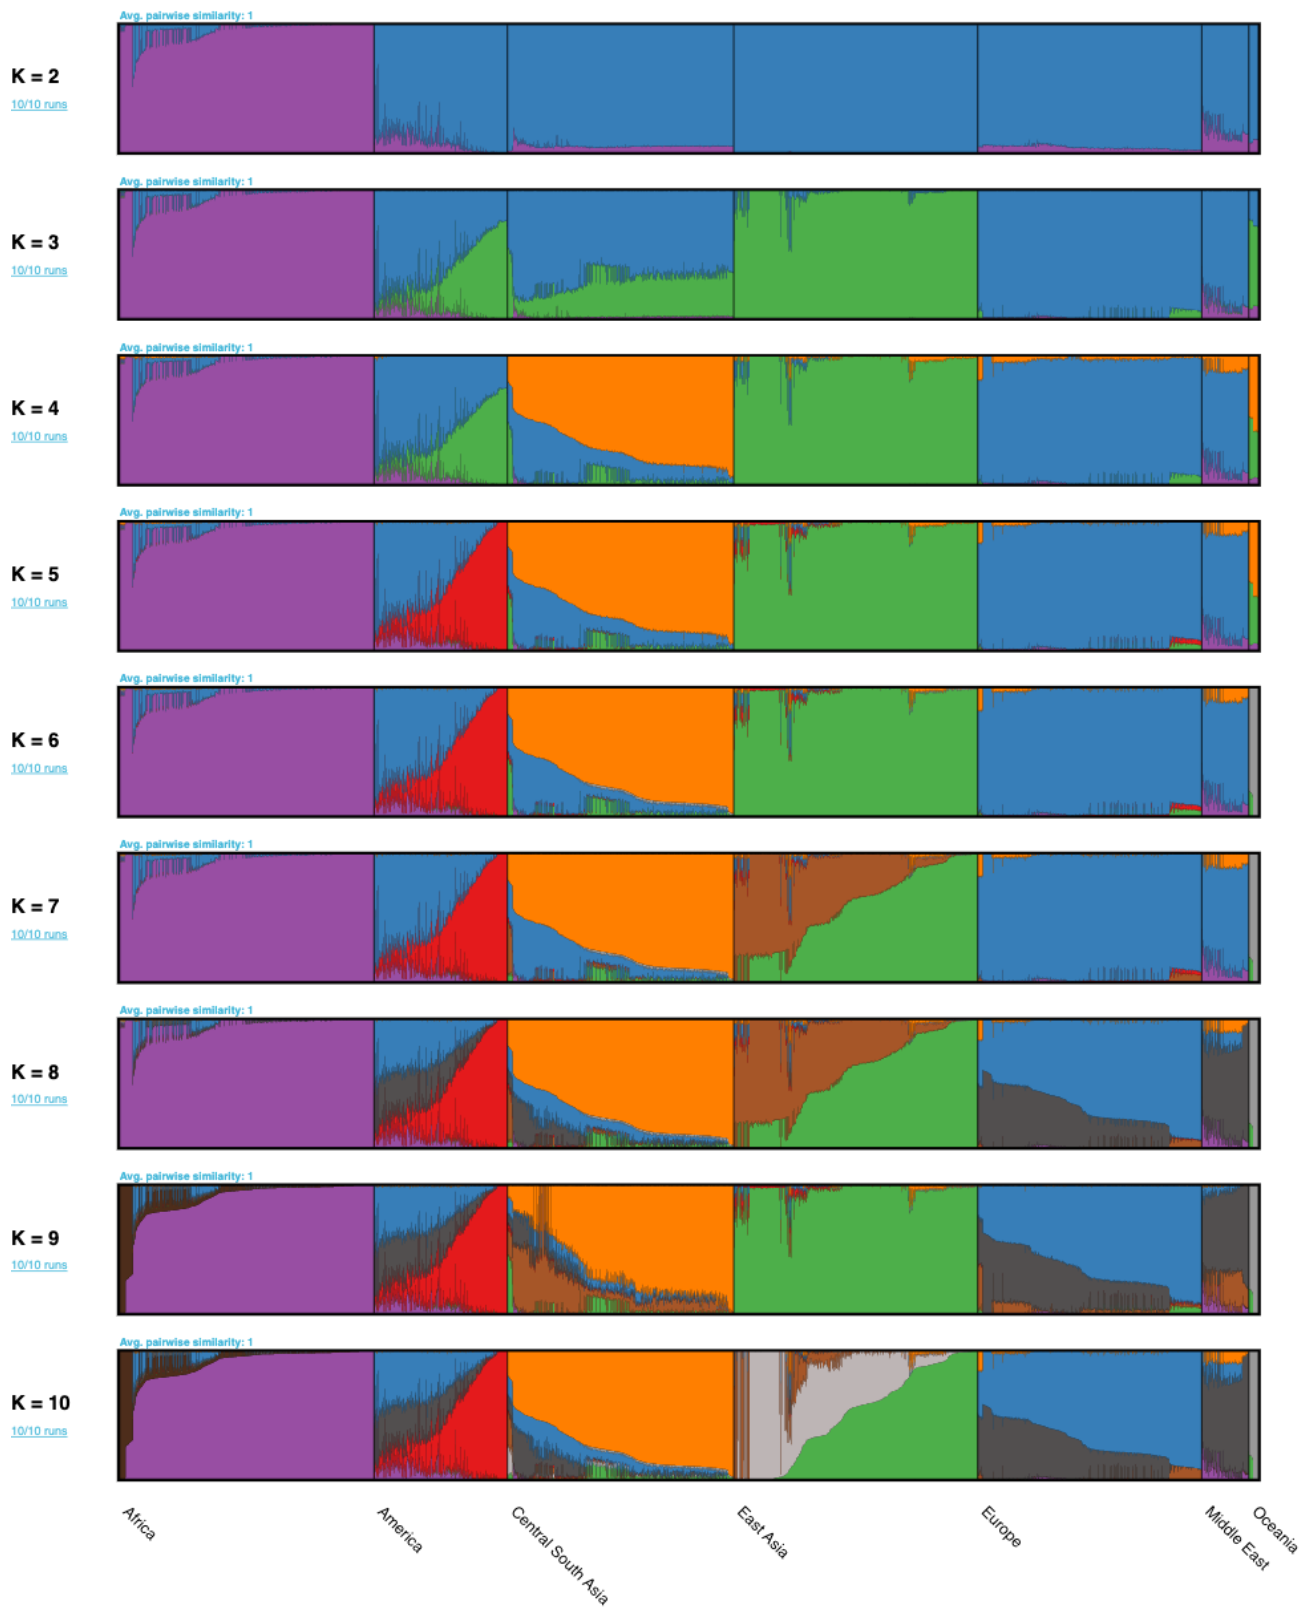 Avg. pairwise similarity: 1
K = 2
10/10 runs
Avg. pairwise similarity: 1
K = 3
10/10 runs
Avg. pairwise similarity: 1
K = 4
10/10 runs
Avg. pairwise similarity: 1
K = 5
10/10 runs
Avg. pairwise similarity: 1
K = 6
10/10 runs
Avg. pairwise similarity: 1
K = 7
10/10 runs
Avg. pairwise similarity: 1
K = 8
10/10 runs
Avg. pairwise similarity: 1
K = 9
10/10 runs
Avg. pairwise similarity: 1
K = 10
10/10 runs
Africa
America
Central South Asia
East Asia
Europe
Middle East
Oceania